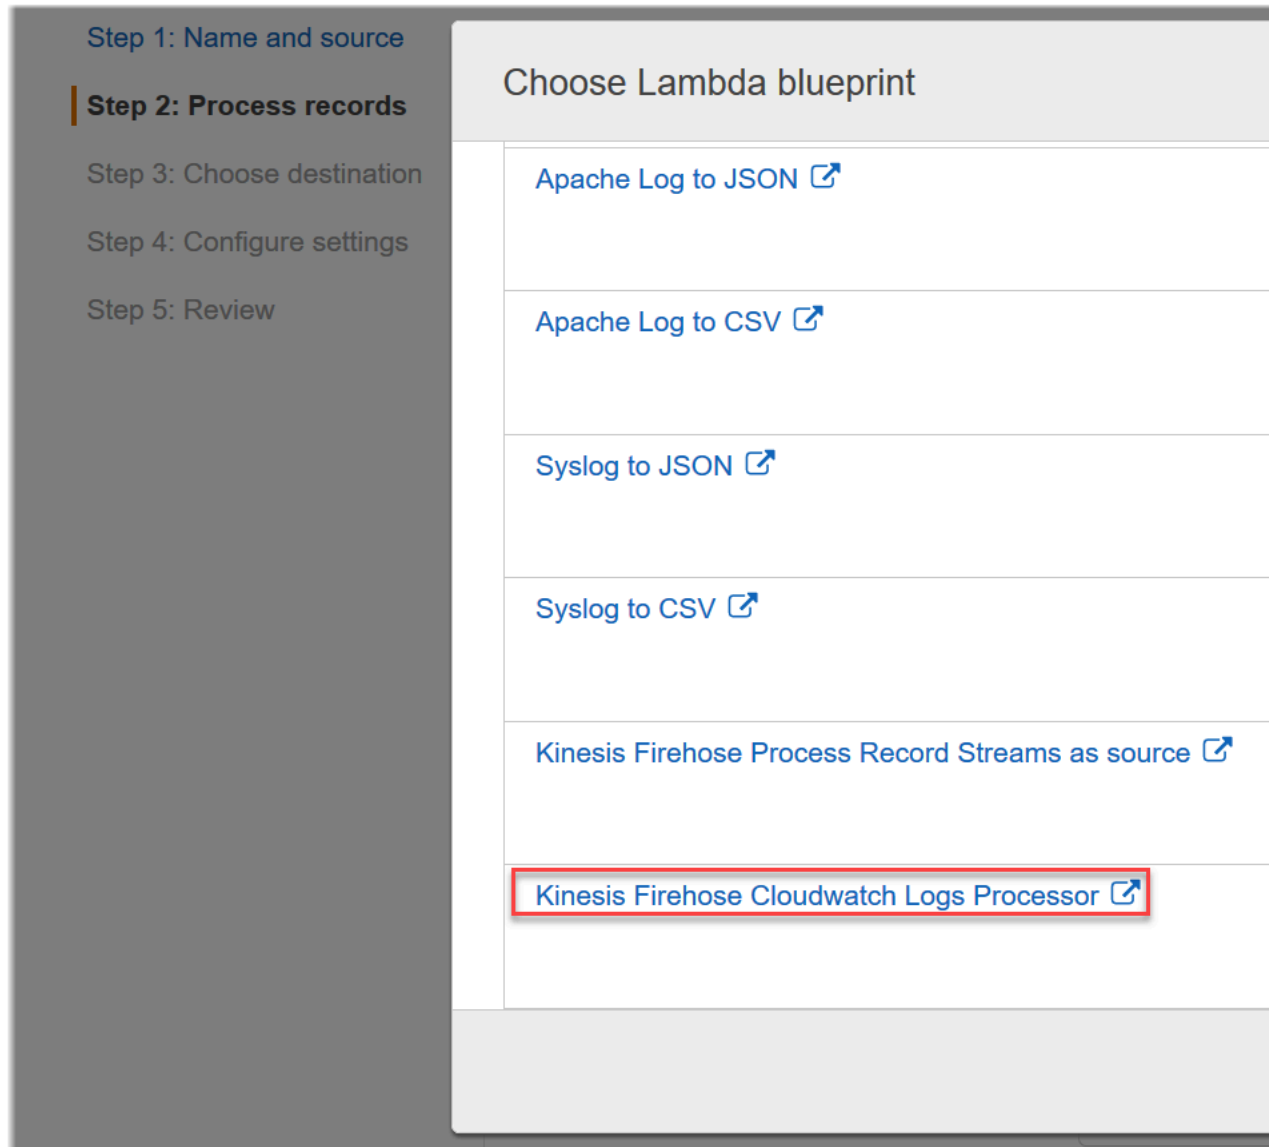 Step 1: Name and source
Step 2: Process records
Step 3: Choose destination
Step 4: Configure settings
Step 5: Review
Choose Lambda blueprint
Apache Log to JSON
Apache Log to CSV
Syslog to JSON
Syslog to CSV
Kinesis Firehose Process Record Streams as source
Kinesis Firehose Cloudwatch Logs Processor